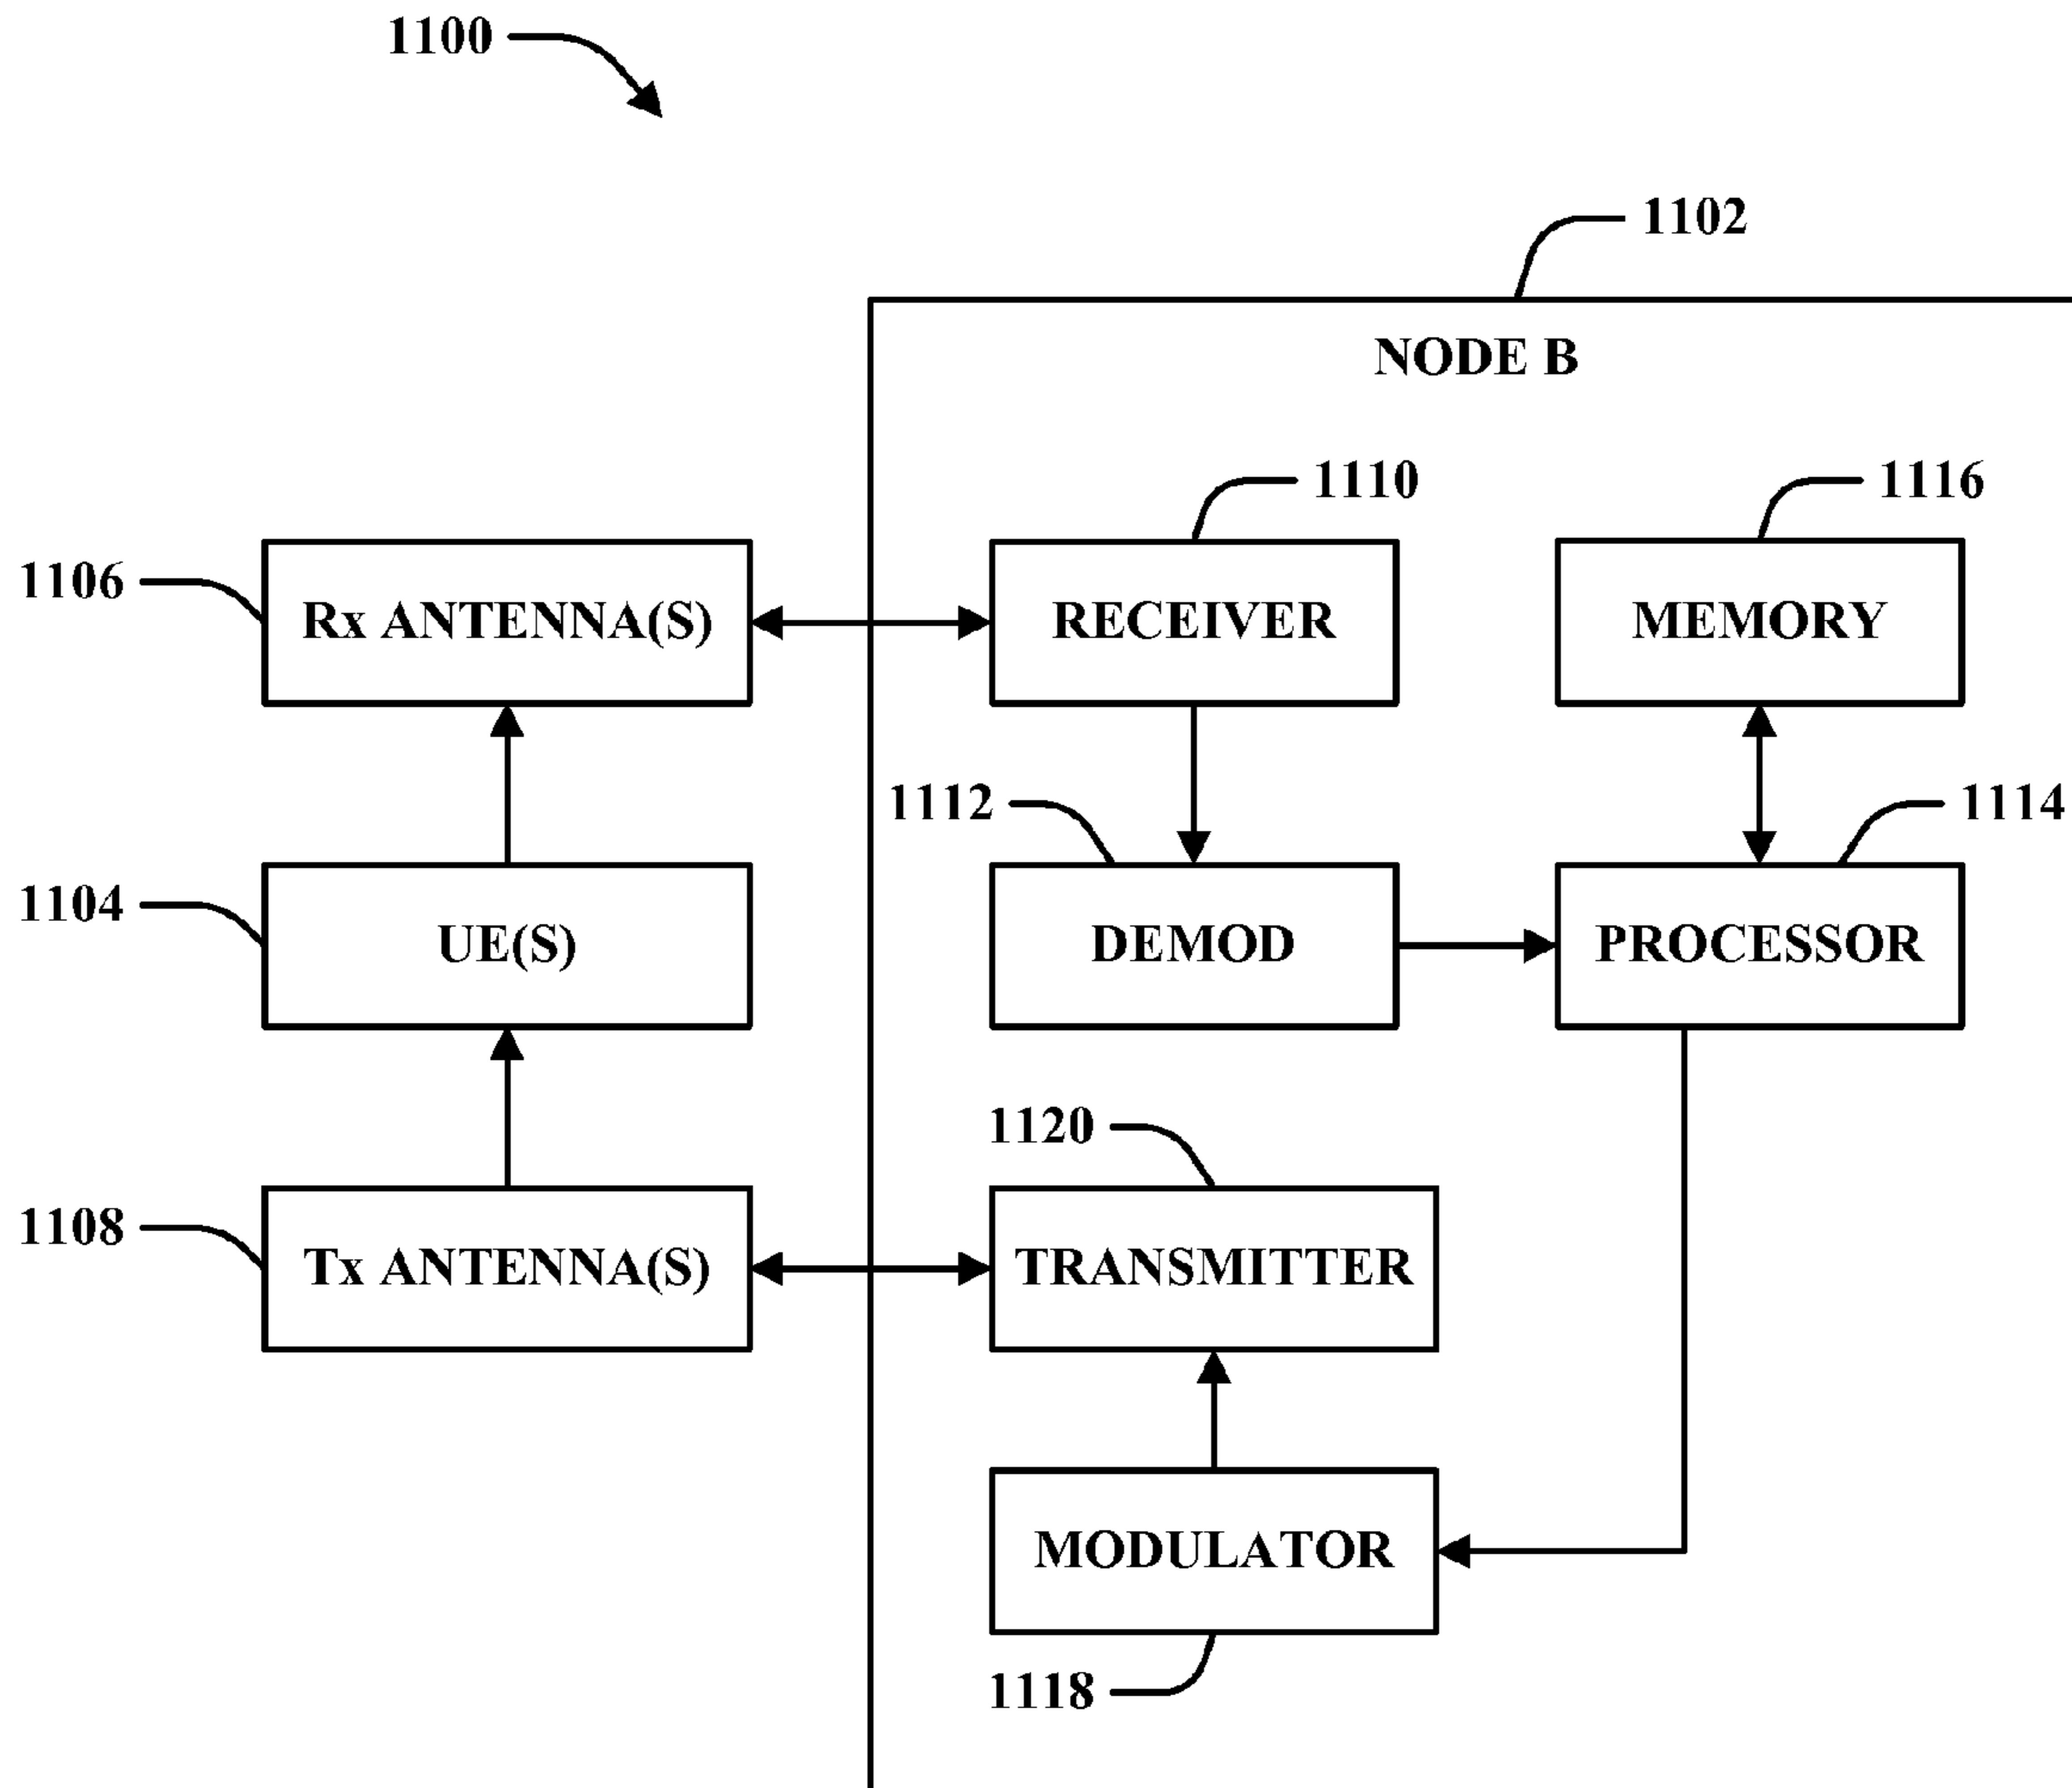 1100
1102
NODE B
1110
1116
1106
Rx ANTENNA(S)
RECEIVER
MEMORY
1112
1114
1104
UE(S)
DEMOD
PROCESSOR
1120
1108
Tx ANTENNA(S)
TRANSMITTER
MODULATOR
1118